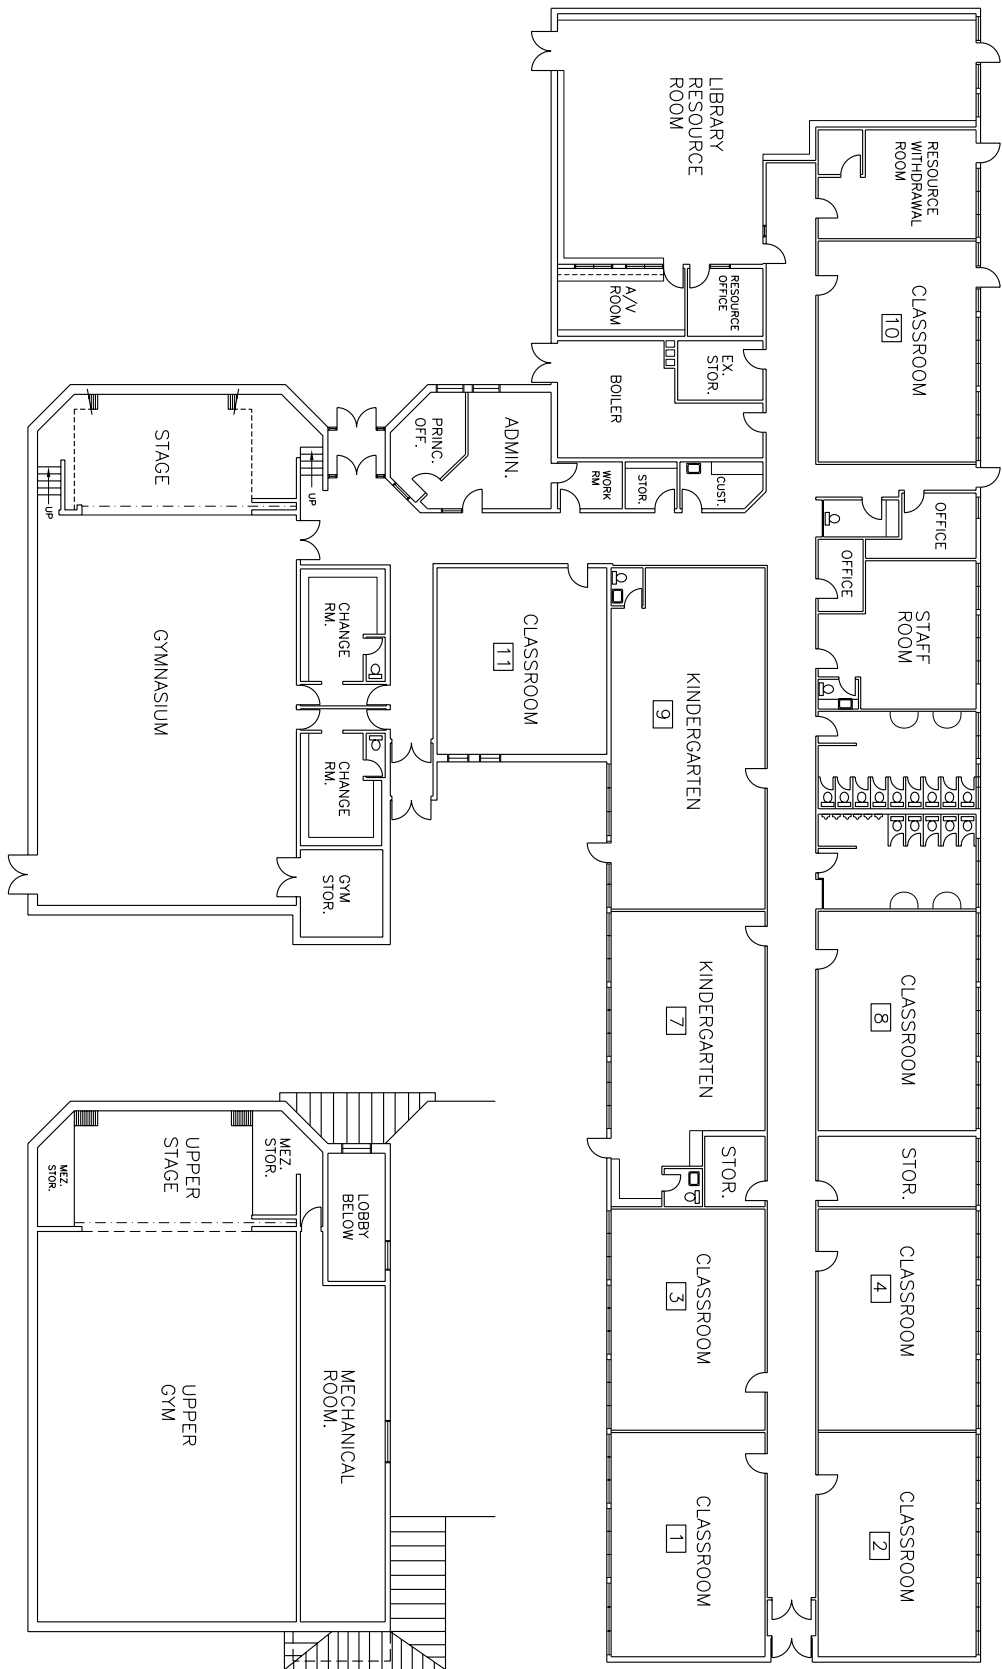 LIBRARY
RESOURCE
ROOM
RESOURCE
WITHDRAWAL
ROOM
CLASSROOM
10
RESOURCE
OFFICE
A/V
ROOM
EX.
STOR.
BOILER
ADMIN.
PRINC.
OFF.
WORK
RM
STOR.
CUST.
STAGE
UP
UP
OFFICE
OFFICE
STAFF
ROOM
CLASSROOM
11
KINDERGARTEN
9
GYMNASIUM
CHANGE
RM.
CHANGE
RM.
GYM
STOR.
KINDERGARTEN
7
CLASSROOM
8
STOR.
STOR.
CLASSROOM
3
CLASSROOM
4
CLASSROOM
1
CLASSROOM
2
UPPER
STAGE
MEZ.
STOR.
MEZ.
STOR.
LOBBY
BELOW
MECHANICAL
ROOM.
UPPER
GYM